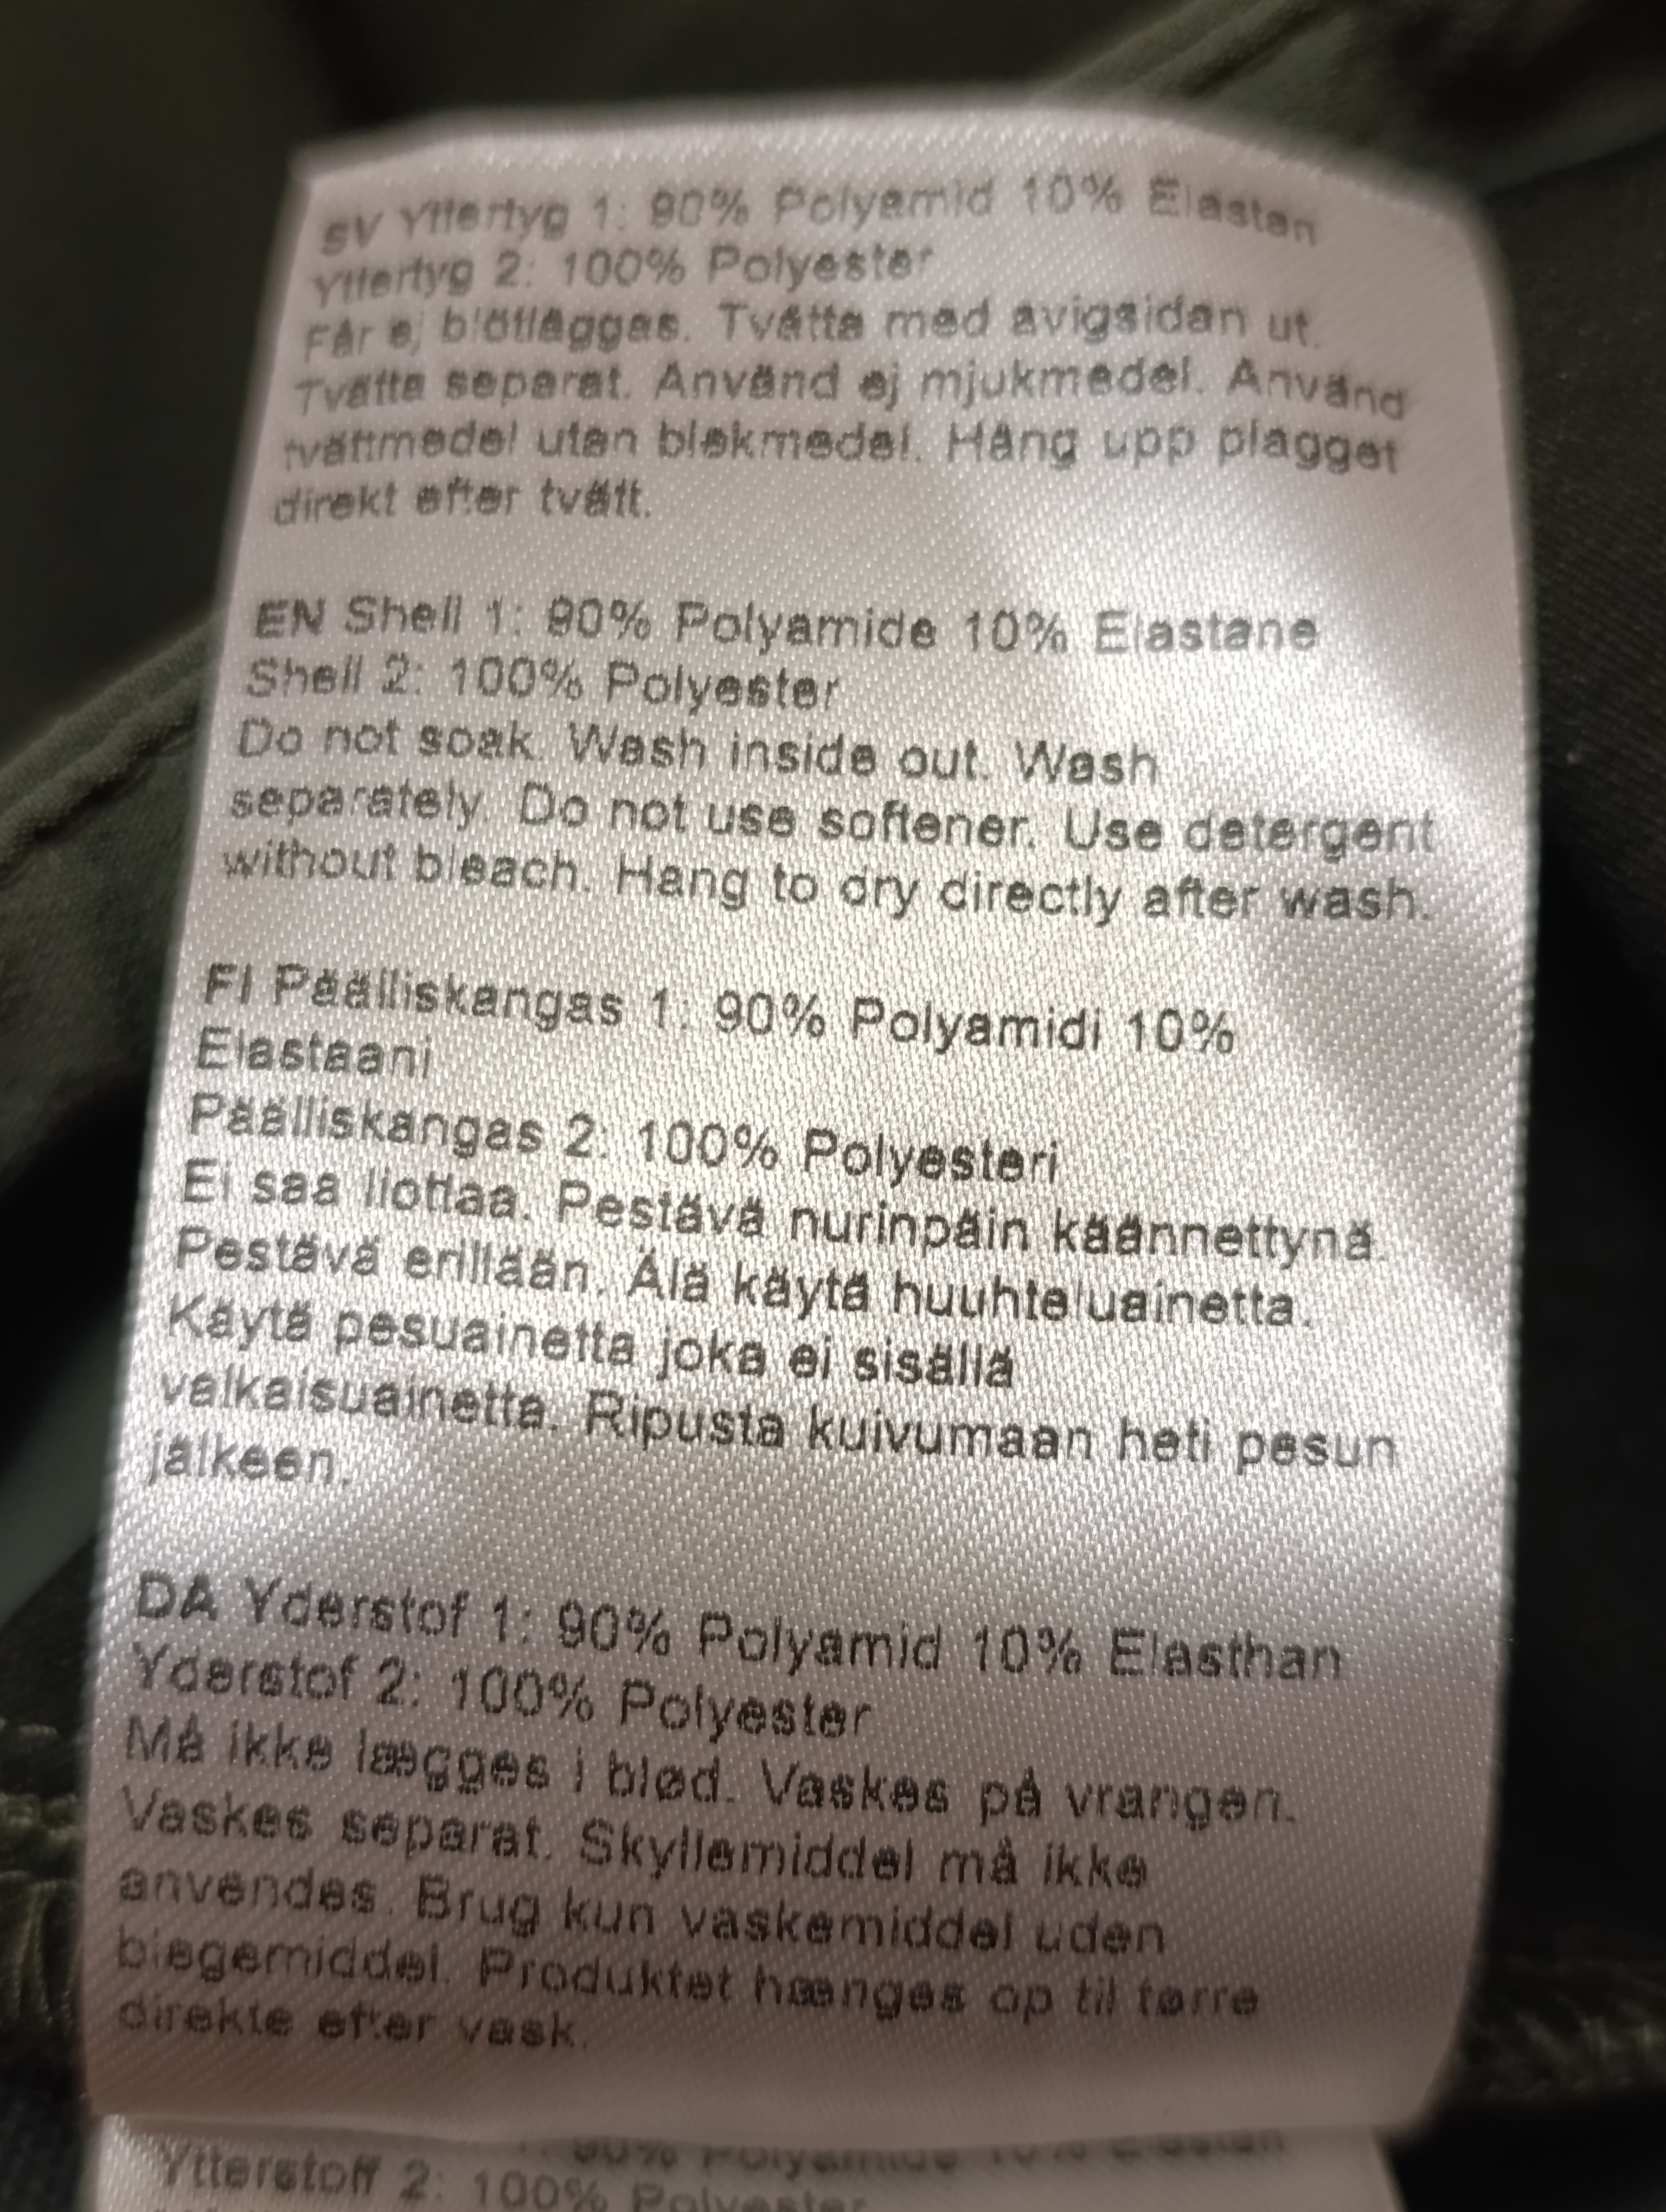 SV Yttertyg 1: 90% Polyamid 10% Elastan
Yttertyg 2: 100% Polyester
Får ej blötläggas. Tvätta med avigsidan ut.
Tvätta separat. Använd ej mjukmedel. Använd
tvättmedel utan blekmedel. Häng upp plagget
direkt efter tvätt.
EN Shell 1: 90% Polyamide 10% Elastane
Shell 2: 100% Polyester
Do not soak. Wash inside out. Wash
separately. Do not use softener. Use detergent
without bleach. Hang to dry directly after wash.
FI Päälliskangas 1: 90% Polyamidi 10%
Elastaani
Päälliskangas 2: 100% Polyesteri
Ei saa liottaa. Pestävä nurinpäin käännettynä.
Pestävä erillään. Älä käytä huuhteluainetta.
Käytä pesuainetta joka ei sisällä
valkaisuainetta. Ripusta kuivumaan heti pesun
jälkeen.
DA Yderstof 1: 90% Polyamid 10% Elasthan
Yderstof 2: 100% Polyester
Må ikke lægges i blød. Vaskes på vrangen.
Vaskes separat. Skyllemiddel må ikke
anvendes. Brug kun vaskemiddel uden
blegemiddel. Produktet hænges op til tørre
direkte efter vask.
1: 90% Polyamide 10% Elastan
Ytterstoff 2: 100% Polyester